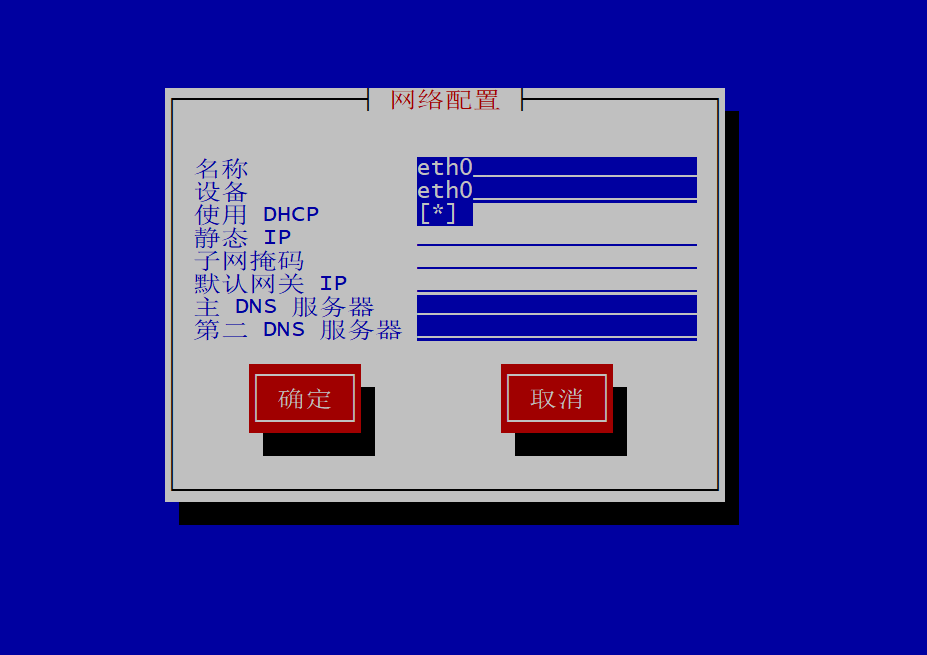 网络配置
名称 eth0
设备 eth0
使用 DHCP [*]
静态 IP
子网掩码
默认网关 IP
主 DNS 服务器
第二 DNS 服务器
确定 取消